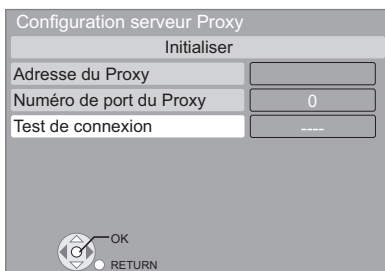 Configuration serveur Proxy
Initialiser
Adresse du Proxy
Numéro de port du Proxy 0
Test de connexion ----
OK
RETURN